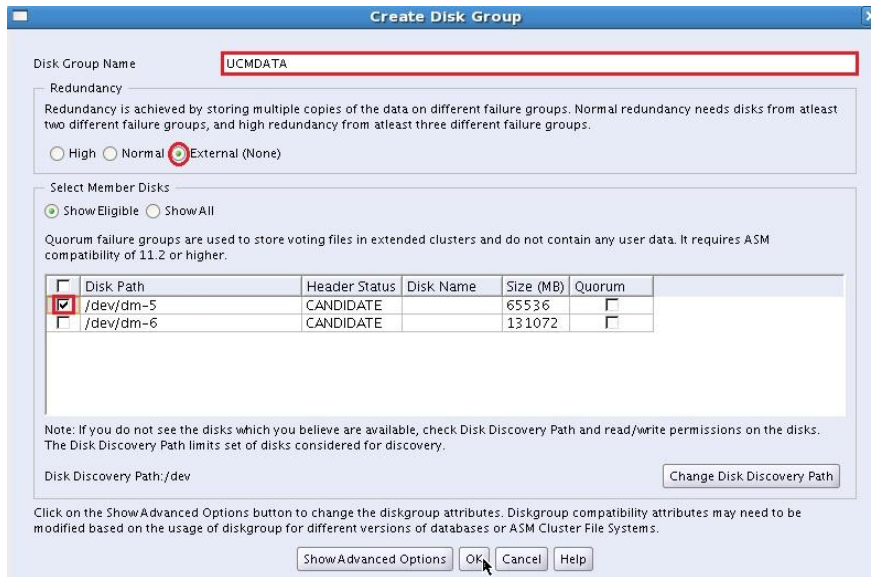 Create Disk Group
Disk Group Name UCMDATA
Redundancy
Redundancy is achieved by storing multiple copies of the data on different failure groups. Normal redundancy needs disks from atleast
two different failure groups, and high redundancy from atleast three different failure groups.
High Normal External (None)
Select Member Disks
Show Eligible Show All
Quorum failure groups are used to store voting files in extended clusters and do not contain any user data. It requires ASM
compatibility of 11.2 or higher.
Disk Path Header Status Disk Name Size (MB) Quorum
/dev/dm-5 CANDIDATE 65536
/dev/dm-6 CANDIDATE 131072
Note: If you do not see the disks which you believe are available, check Disk Discovery Path and read/write permissions on the disks.
The Disk Discovery Path limits set of disks considered for discovery.
Disk Discovery Path:/dev Change Disk Discovery Path
Click on the Show Advanced Options button to change the diskgroup attributes. Diskgroup compatibility attributes may need to be
modified based on the usage of diskgroup for different versions of databases or ASM Cluster File Systems.
Show Advanced Options OK Cancel Help